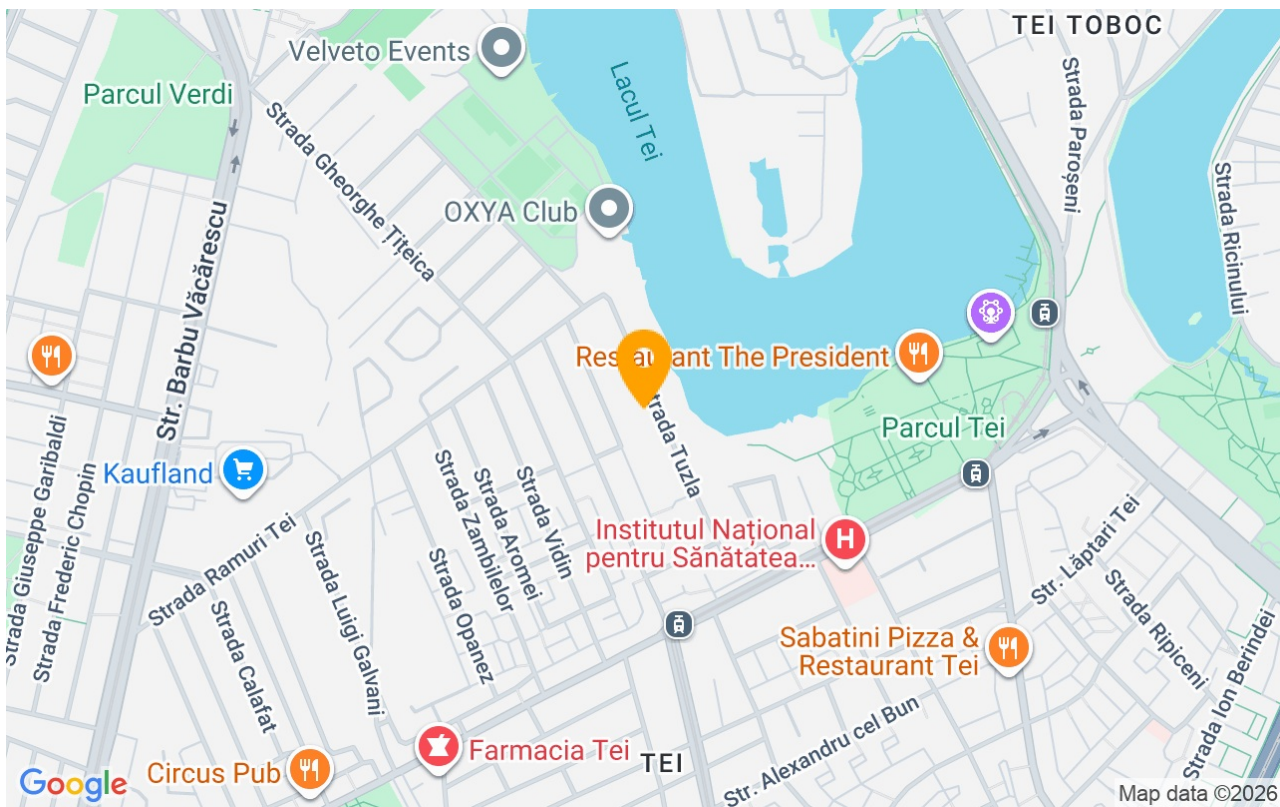 TEI TOBOC
Velveto Events
Parcul Verdi
Lacul Tei
Strada Paroșeni
Strada Gheorghe Țițeica
OXYA Club
Strada Ricinului
Str. Barbu Văcărescu
Restaurant The President
Strada Tuzla
Parcul Tei
Kaufland
Strada Giuseppe Garibaldi
Strada Frederic Chopin
Strada Vidin
Strada Aromei
Strada Zambilelor
Strada Opanez
Institutul Național
pentru Sănătatea...
H
Strada Ramuri Tei
Strada Luigi Galvani
Strada Calafat
Str. Lăptari Tei
Strada Ripiceni
Strada Ion Berindei
Sabatini Pizza &
Restaurant Tei
Str. Alexandru cel Bun
Farmacia Tei
TEI
Circus Pub
Google
Map data ©2026